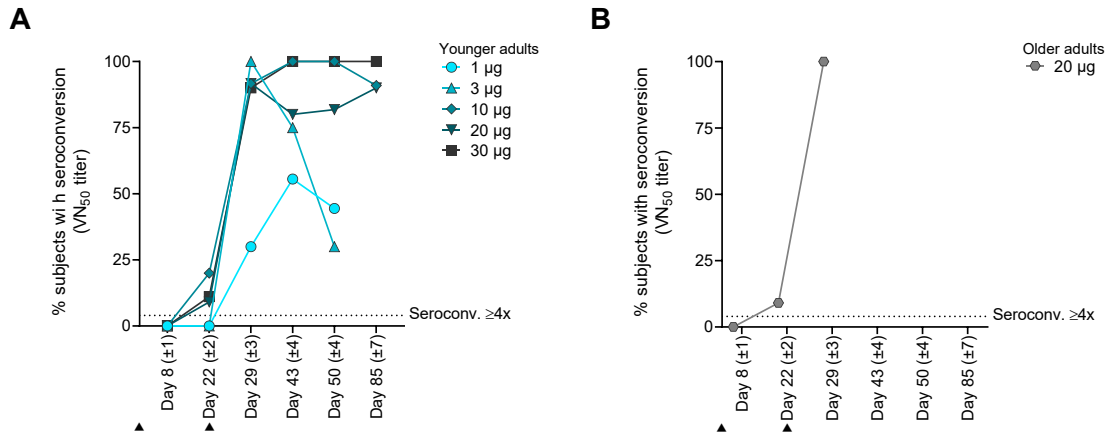 A
% subjects wi h seroconversion
(VN50 titer)
100
75
50
25
0
Day 8 (±1)
Day 22 (±2)
Day 29 (±3)
Day 43 (±4)
Day 50 (±4)
Day 85 (±7)
Seroconv. ≥4x
Younger adults
1 μg
3 μg
10 μg
20 μg
30 μg
B
% subjects with seroconversion
(VN50 titer)
100
75
50
25
0
Day 8 (±1)
Day 22 (±2)
Day 29 (±3)
Day 43 (±4)
Day 50 (±4)
Day 85 (±7)
Seroconv. ≥4x
Older adults
20 μg